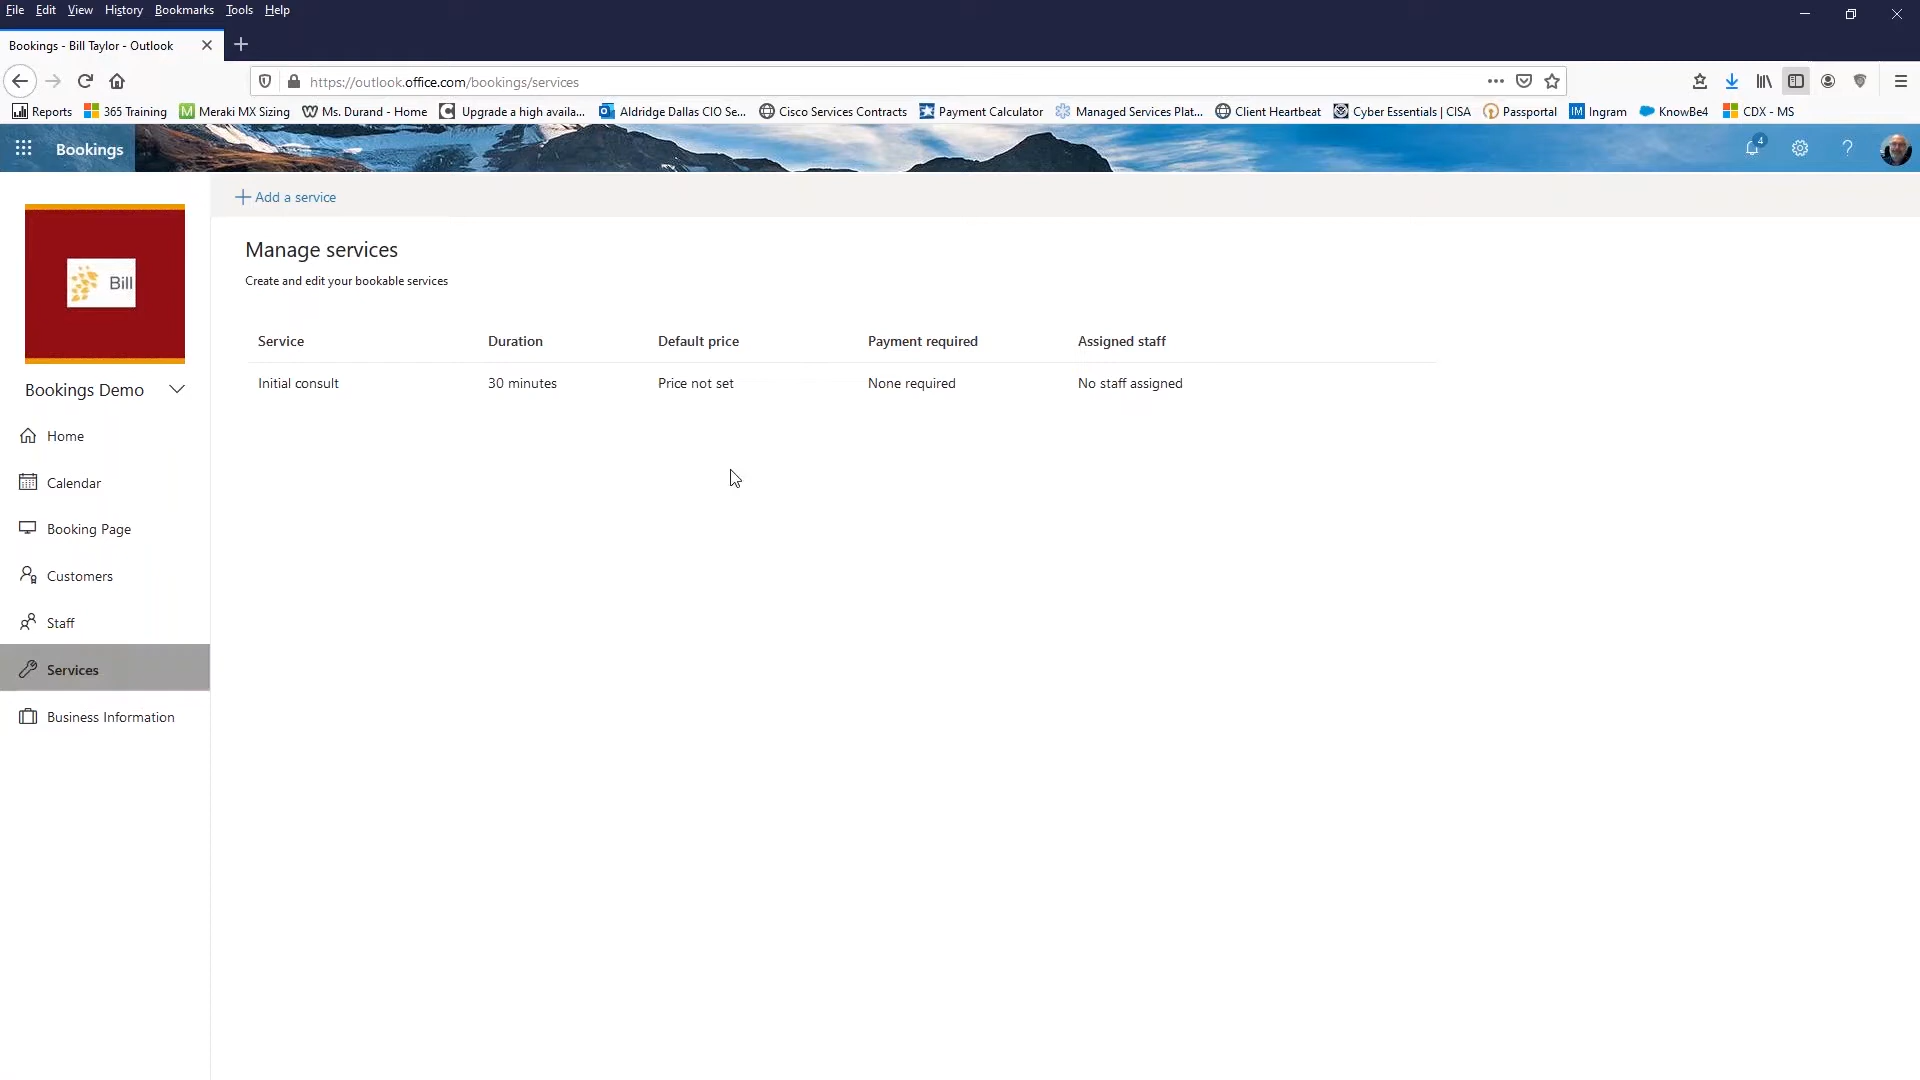 File Edit View History Bookmarks Tools Help
Bookings - Bill Taylor - Outlook
https://outlook.office.com/bookings/services
Reports 365 Training Meraki MX Sizing Ms. Durand - Home Upgrade a high availa... Aldridge Dallas CIO Se... Cisco Services Contracts Payment Calculator Managed Services Plat... Client Heartbeat Cyber Essentials | CISA Passportal IM Ingram KnowBe4 CDX - MS
Bookings
4
Add a service
Bill
Manage services
Create and edit your bookable services
Service Duration Default price Payment required Assigned staff
Initial consult 30 minutes Price not set None required No staff assigned
Bookings Demo
Home
Calendar
Booking Page
Customers
Staff
Services
Business Information